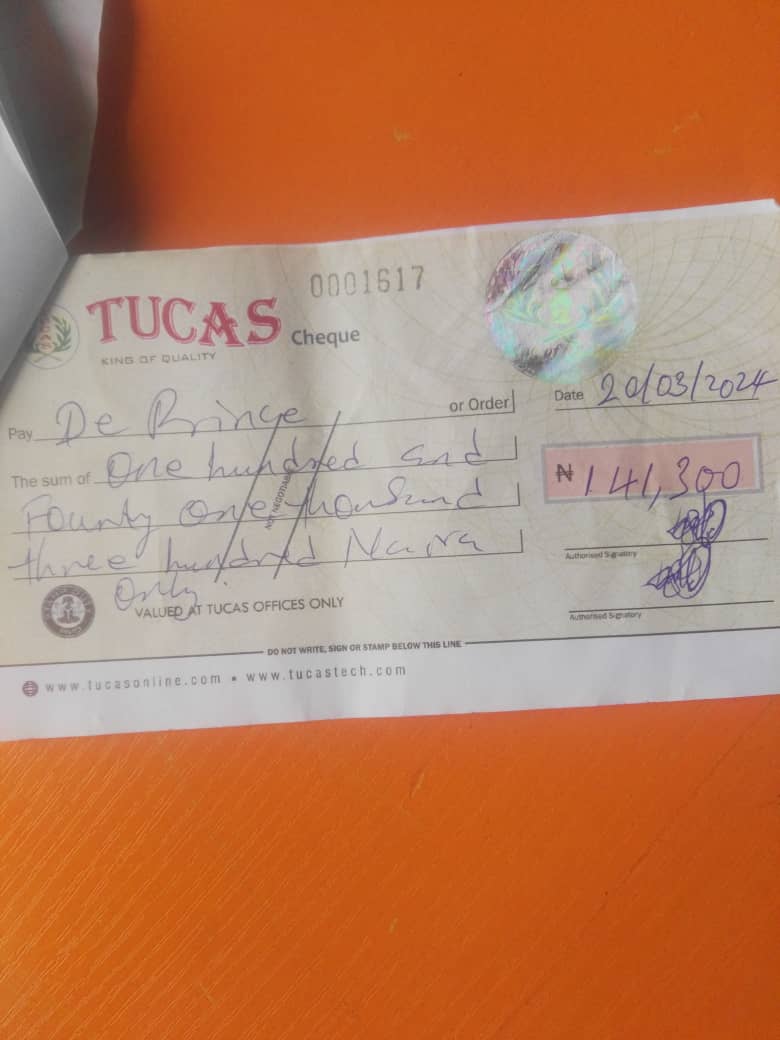 0001617
TUCAS Cheque
KING OF QUALITY
Date 20/03/2024
Pay De Prince or Order
The sum of One hundred and
Founty one thousand
three hundred Naira
Only.
NOT NEGOTIABLE
₦ 141,300
Authorised Signatory
Authorised Signatory
VALUED AT TUCAS OFFICES ONLY
DO NOT WRITE, SIGN OR STAMP BELOW THIS LINE
www.tucasonline.com • www.tucastech.com